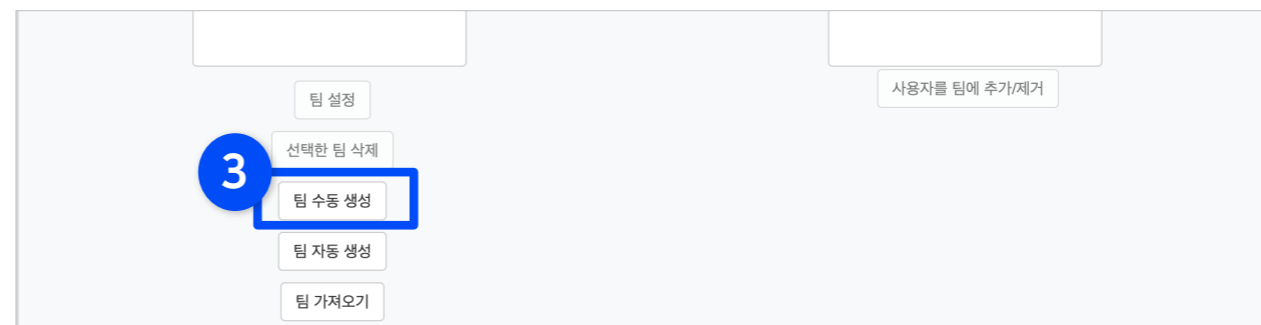 팀 설정
사용자를 팀에 추가/제거
선택한 팀 삭제
3
팀 수동 생성
팀 자동 생성
팀 가져오기